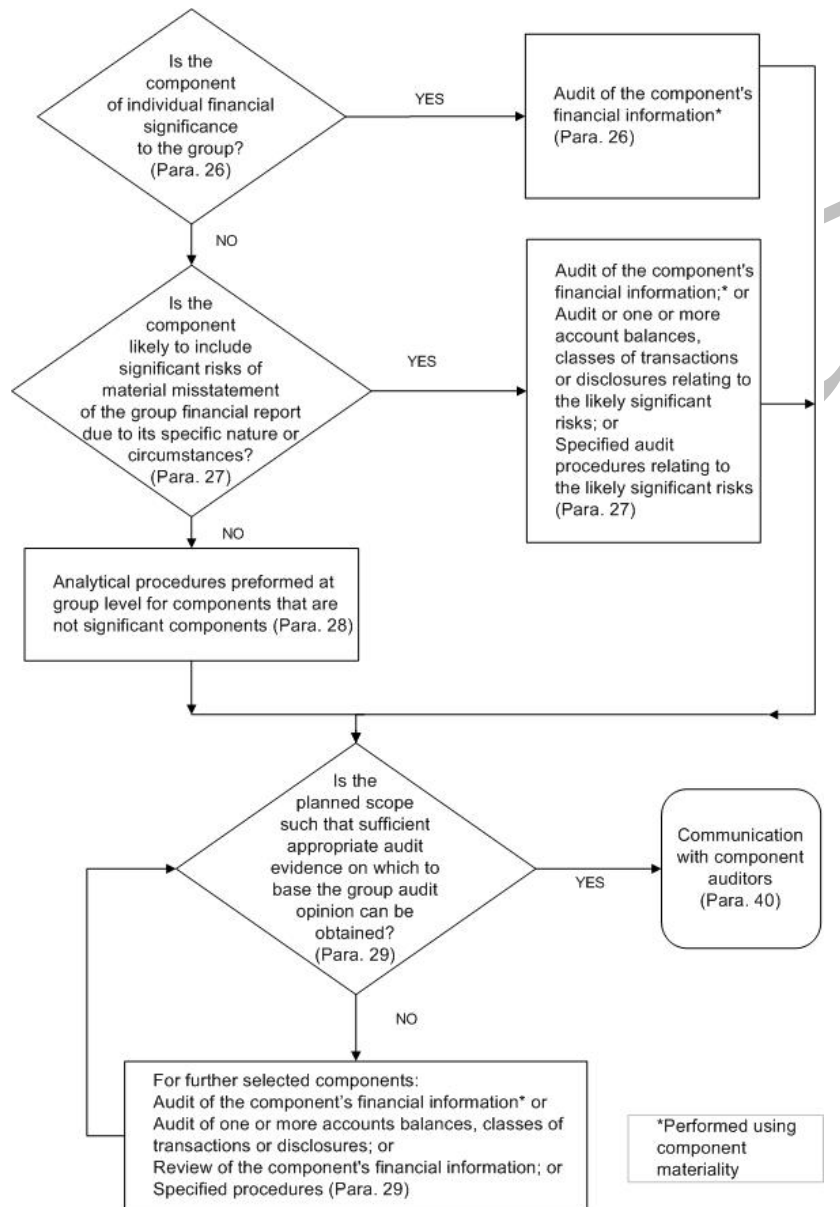 Is the
component
of individual financial
significance
to the group?
(Para. 26)
YES
Audit of the component's
financial information*
(Para. 26)
NO
Is the
component
likely to include
significant risks of
material misstatement
of the group financial report
due to its specific nature or
circumstances?
(Para. 27)
YES
Audit of the component's
financial information;* or
Audit or one or more
account balances,
classes of transactions
or disclosures relating to
the likely significant
risks; or
Specified audit
procedures relating to
the likely significant risks
(Para. 27)
NO
Analytical procedures preformed at
group level for components that are
not significant components (Para. 28)
Is the
planned scope
such that sufficient
appropriate audit
evidence on which to
base the group audit
opinion can be
obtained?
(Para. 29)
YES
Communication
with component
auditors
(Para. 40)
NO
For further selected components:
Audit of the component's financial information* or
Audit of one or more accounts balances, classes of
transactions or disclosures; or
Review of the component's financial information; or
Specified procedures (Para. 29)
*Performed using
component
materiality